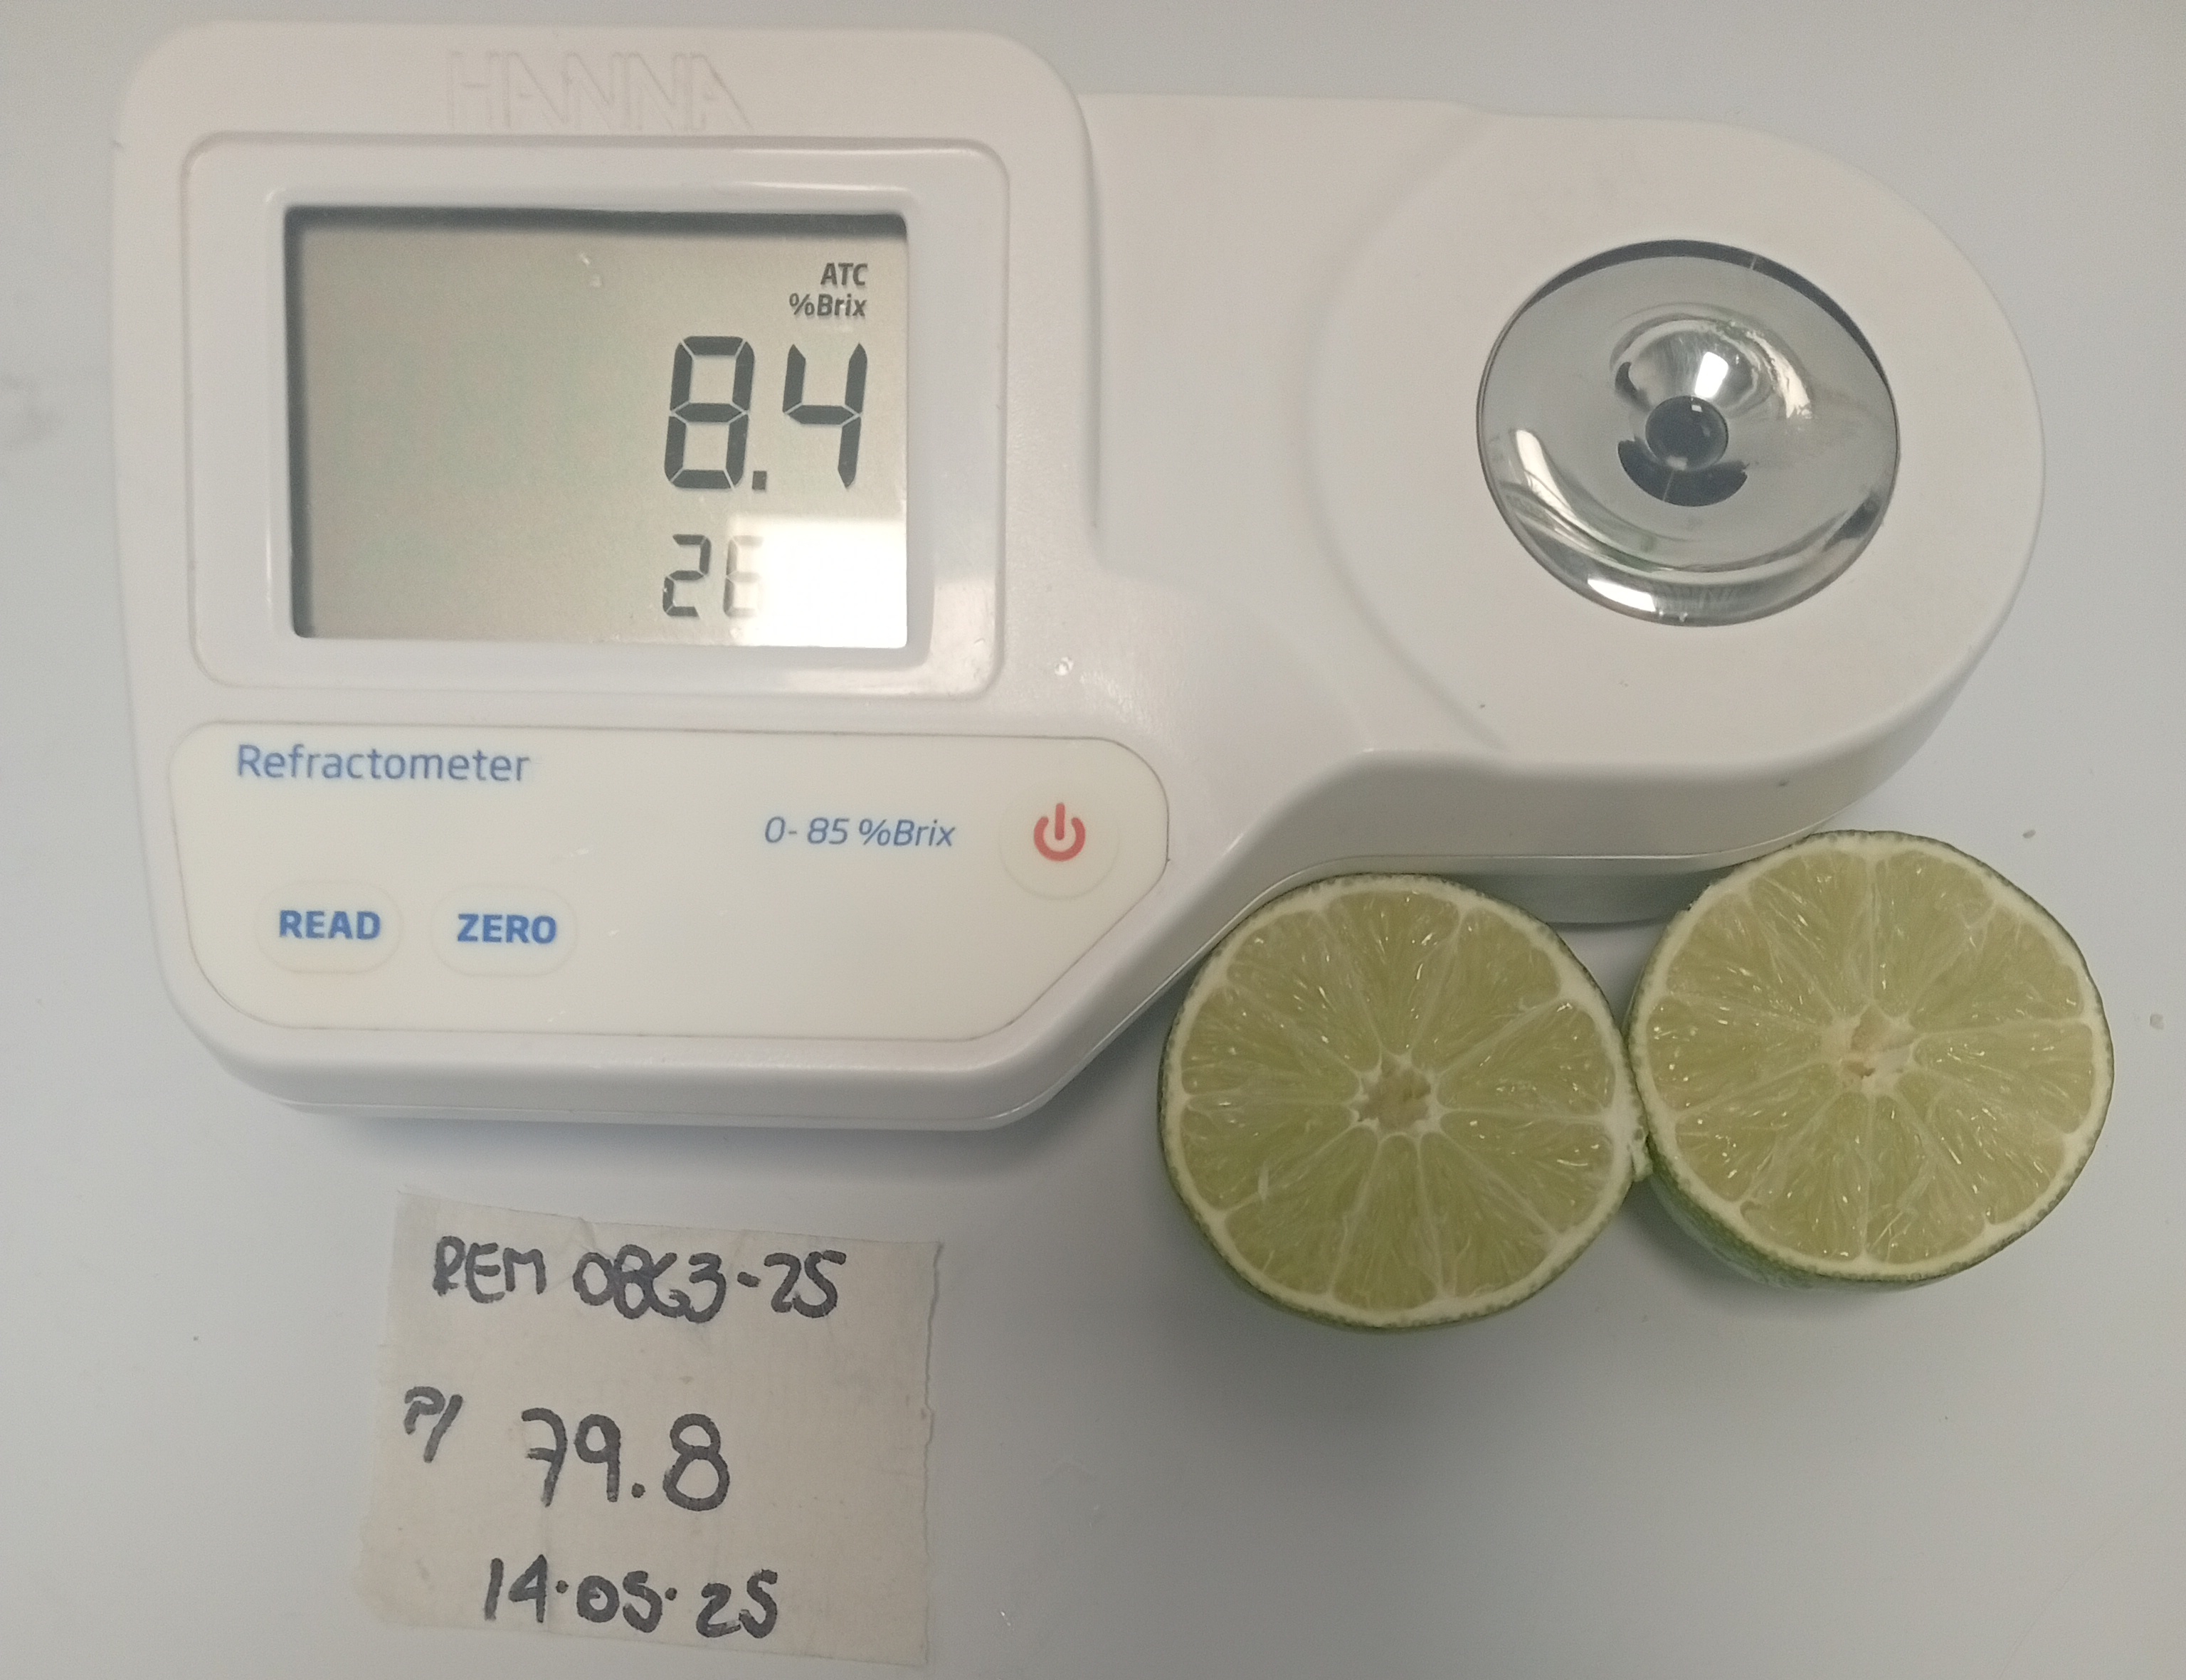 HANNA
ATC
%Brix
8.4
Refractometer
0-85 %Brix
READ
ZERO
REM 0863-25
P/ 79.8
14.05.25